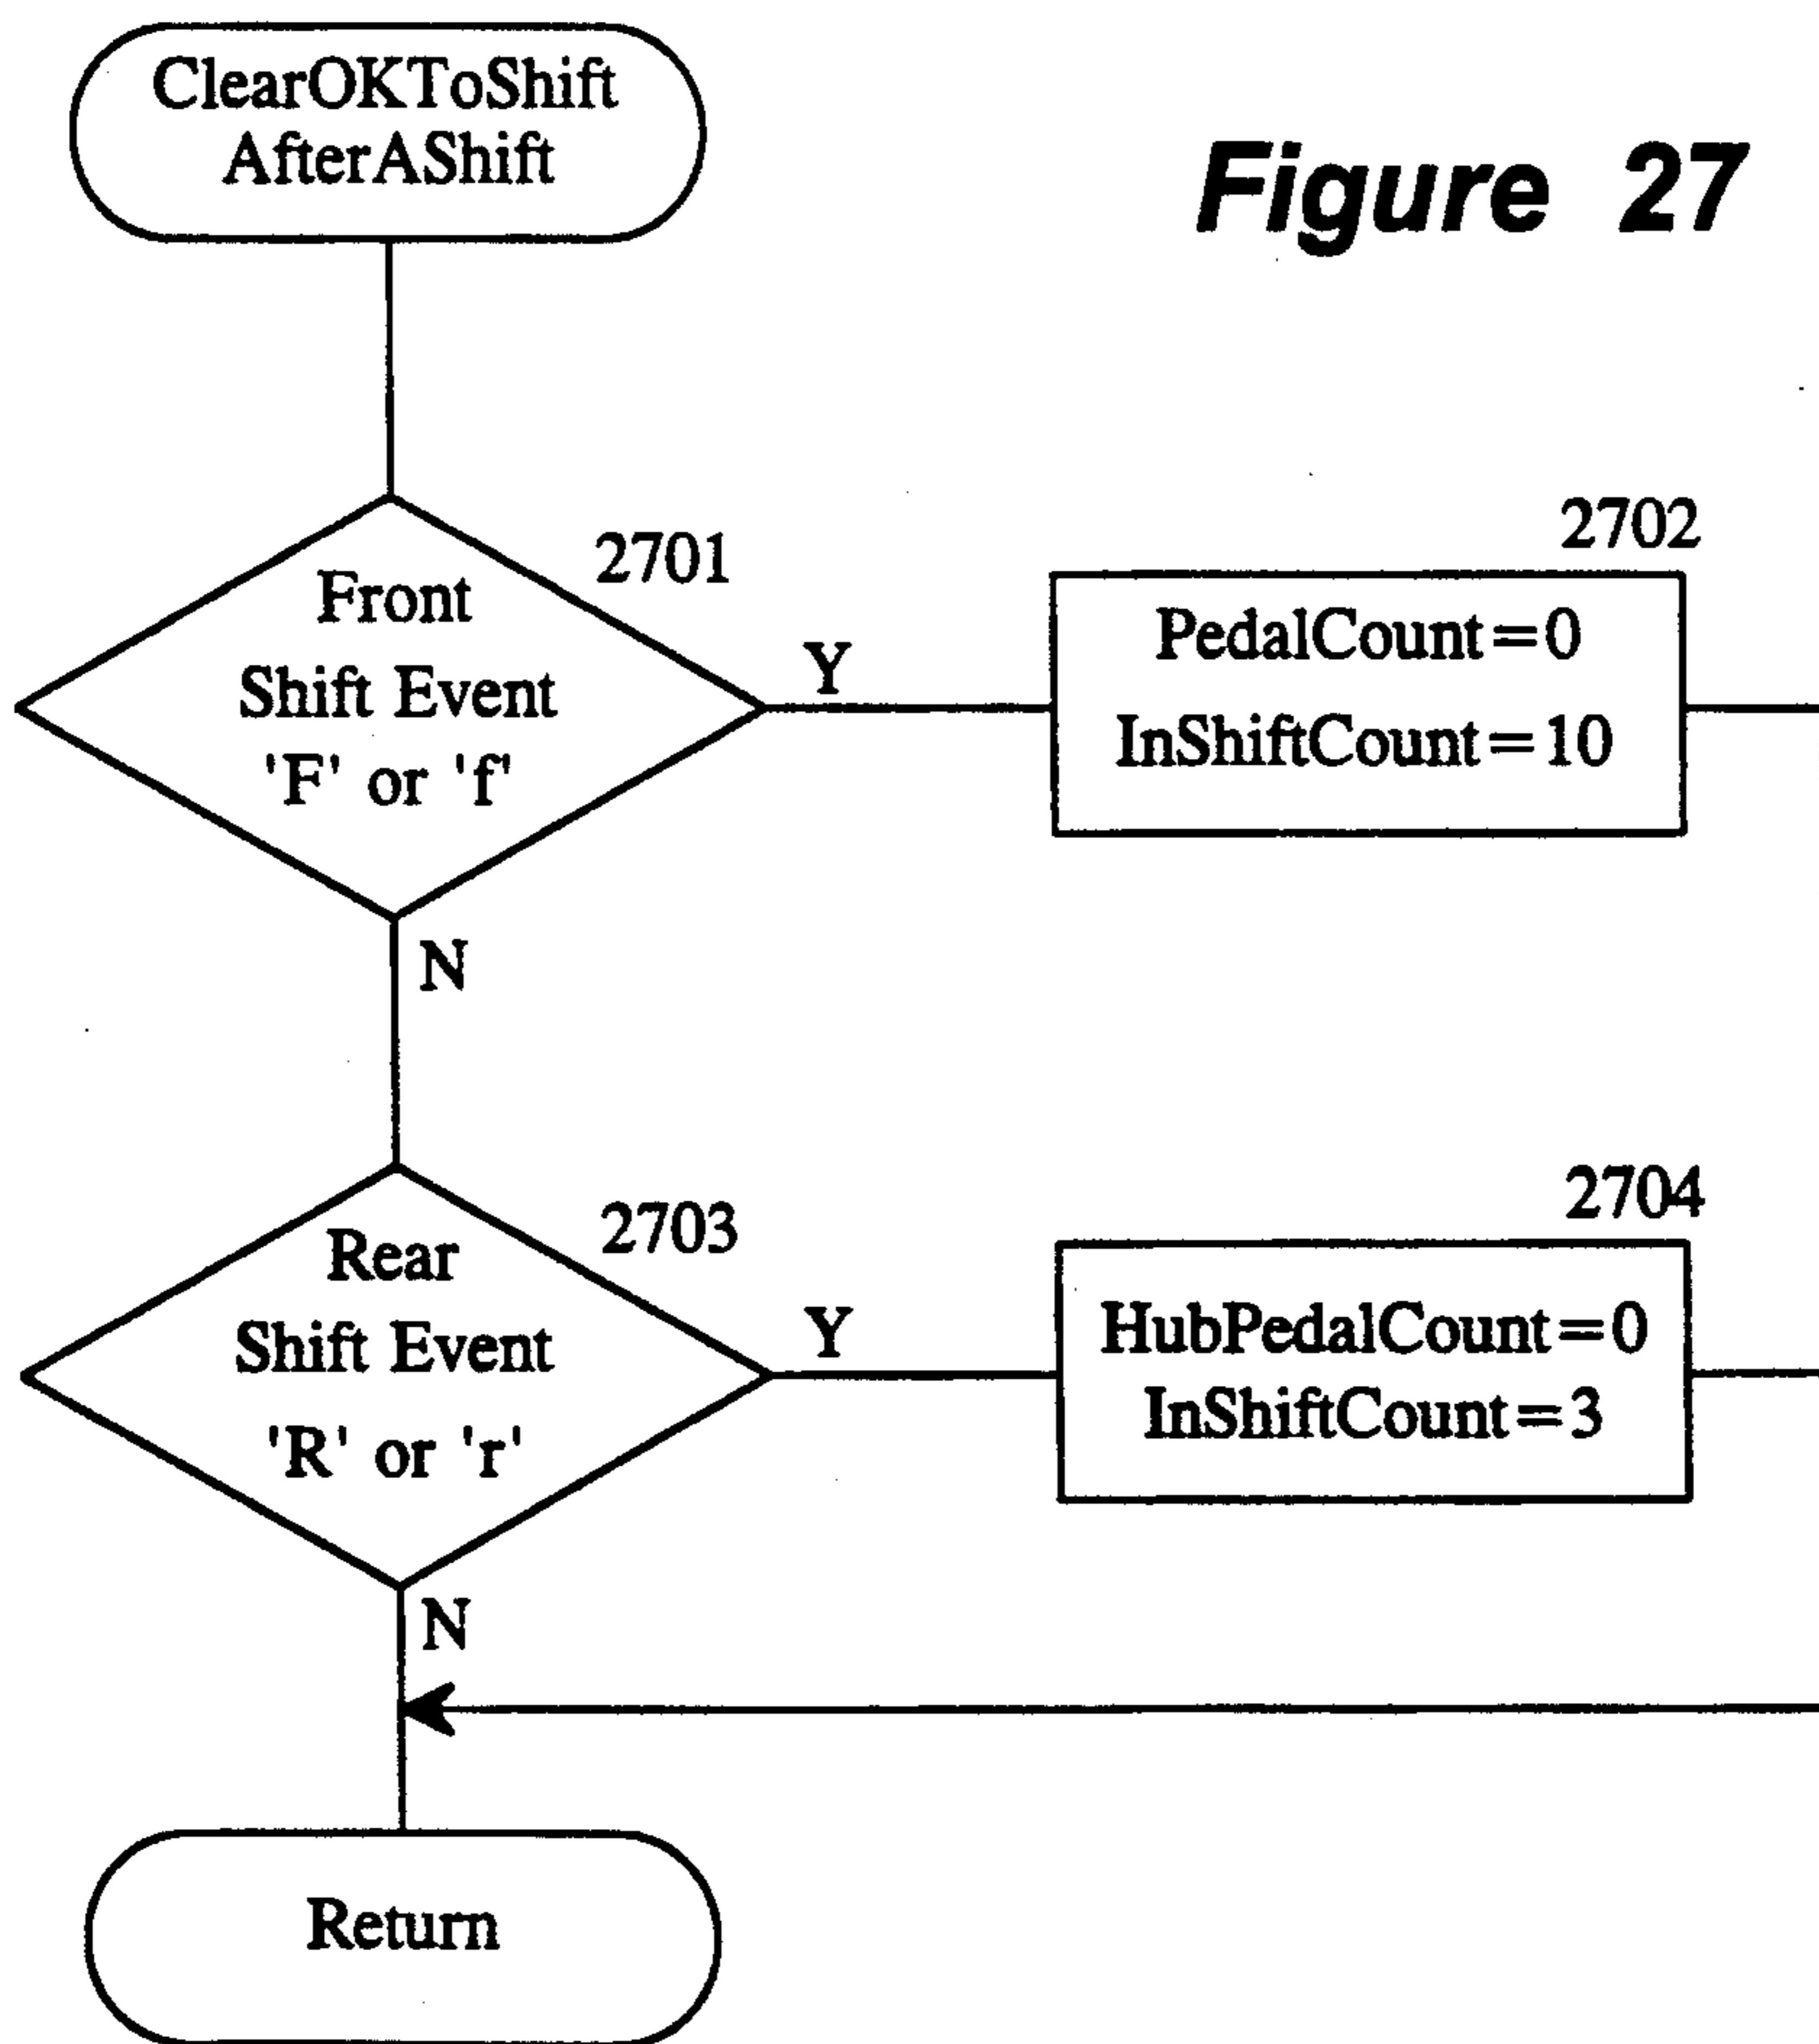 ClearOKToShift
AfterAShift
Figure 27
2701
Front
Shift Event
'F' or 'f'
Y
2702
PedalCount=0
InShiftCount=10
N
2703
Rear
Shift Event
'R' or 'r'
Y
2704
HubPedalCount=0
InShiftCount=3
N
Return